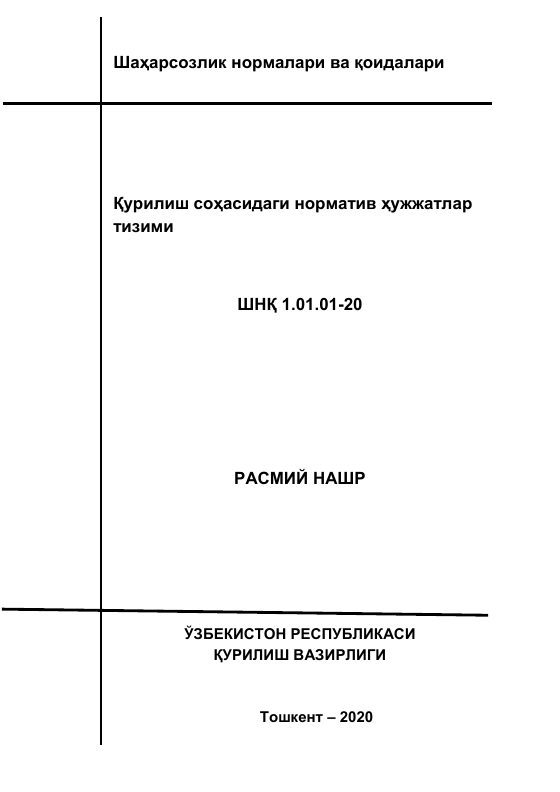 Шаҳарсозлик нормалари ва қоидалари
Қурилиш соҳасидаги норматив ҳужжатлар
тизими
ШНҚ 1.01.01-20
РАСМИЙ НАШР
ЎЗБЕКИСТОН РЕСПУБЛИКАСИ
ҚУРИЛИШ ВАЗИРЛИГИ
Тошкент – 2020